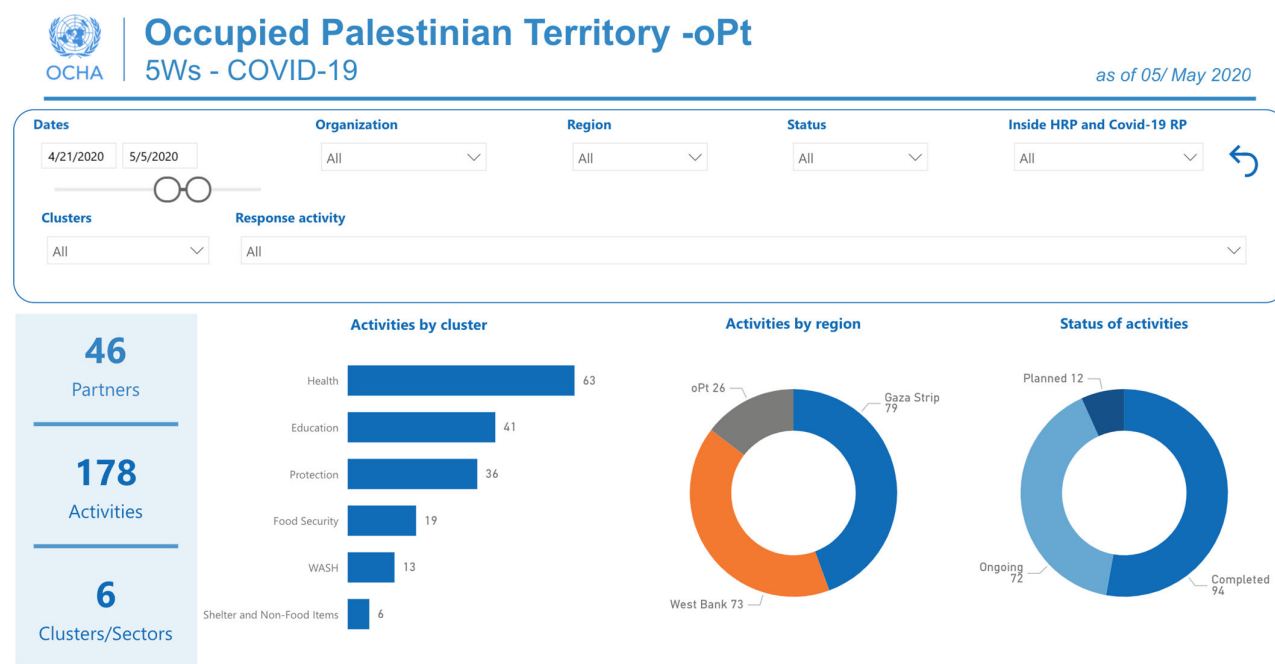 OCHA
Occupied Palestinian Territory -oPt
5Ws - COVID-19
as of 05/ May 2020
Dates
Organization
Region
Status
Inside HRP and Covid-19 RP
4/21/2020
5/5/2020
All
All
All
All
Clusters
Response activity
All
All
46
Partners
178
Activities
6
Clusters/Sectors
Activities by cluster
Health
63
Education
41
Protection
36
Food Security
19
WASH
13
Shelter and Non-Food Items
6
Activities by region
oPt 26
Gaza Strip
79
West Bank 73
Status of activities
Planned 12
Ongoing
72
Completed
94